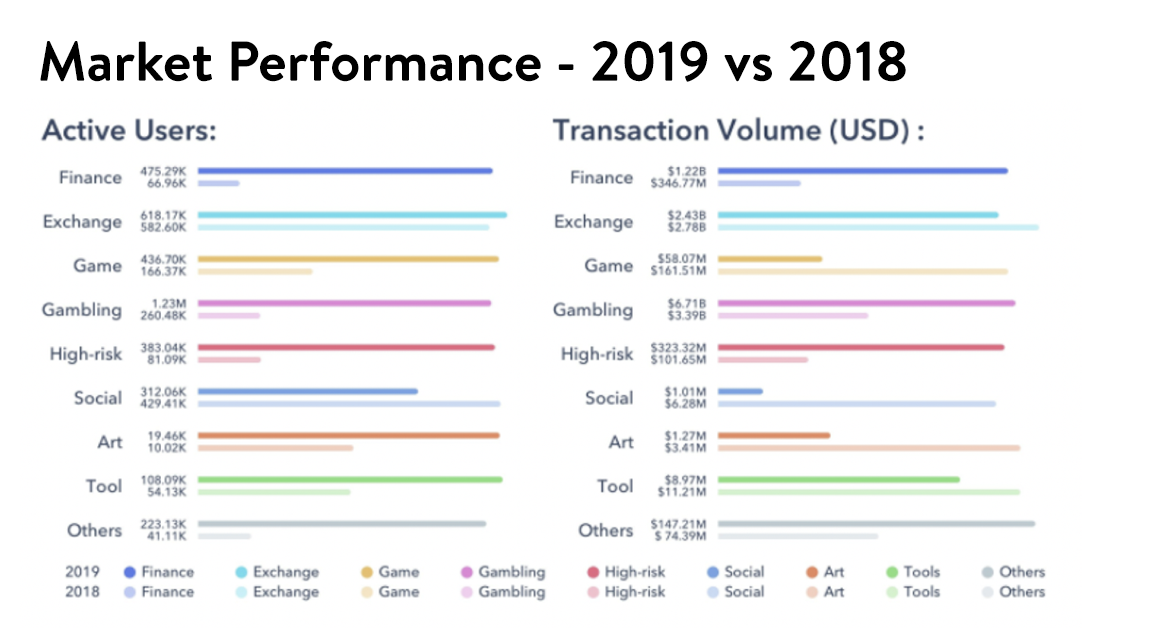 Market Performance - 2019 vs 2018
Active Users:
Finance 475.29K
66.96K
Exchange 618.17K
582.60K
Game 436.70K
166.37K
Gambling 1.23M
260.48K
High-risk 383.04K
81.09K
Social 312.06K
429.41K
Art 19.46K
10.02K
Tool 108.09K
54.13K
Others 223.13K
41.11K
Transaction Volume (USD) :
Finance $1.22B
$346.77M
Exchange $2.43B
$2.78B
Game $58.07M
$161.51M
Gambling $6.71B
$3.39B
High-risk $323.32M
$101.65M
Social $1.01M
$6.28M
Art $1.27M
$3.41M
Tool $8.97M
$11.21M
Others $147.21M
$ 74.39M
2019 Finance Exchange Game Gambling High-risk Social Art Tools Others
2018 Finance Exchange Game Gambling High-risk Social Art Tools Others